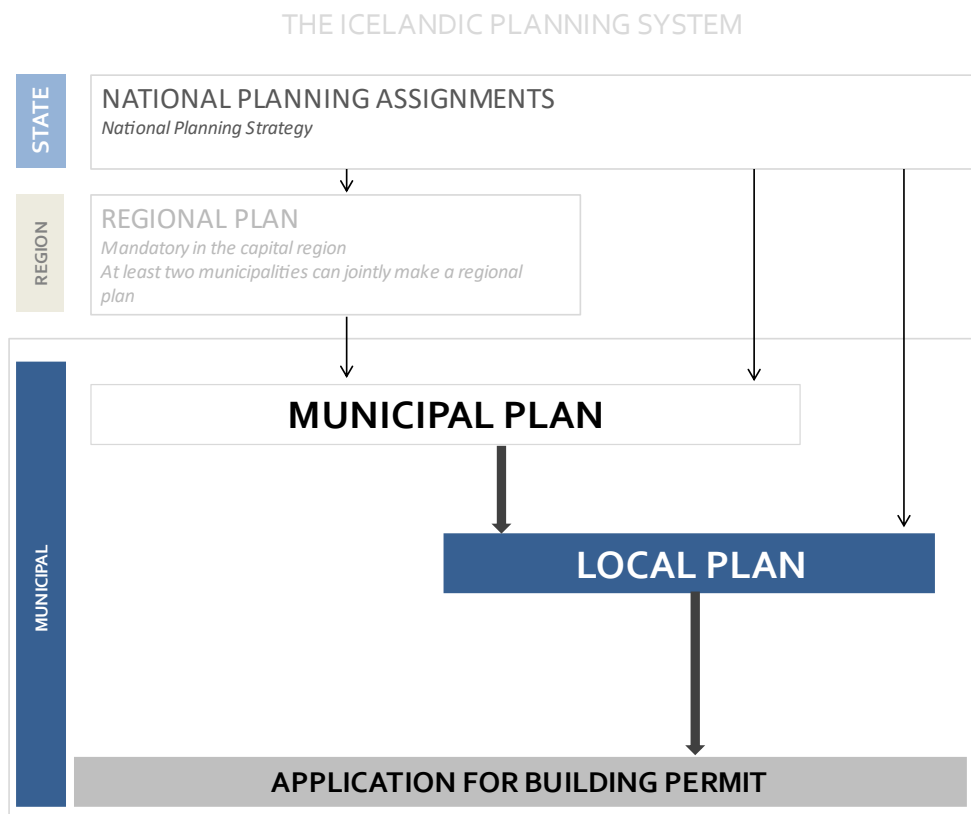 THE ICELANDIC PLANNING SYSTEM
STATE
NATIONAL PLANNING ASSIGNMENTS
National Planning Strategy
REGION
REGIONAL PLAN
Mandatory in the capital region
At least two municipalities can jointly make a regional
plan
MUNICIPAL
MUNICIPAL PLAN
LOCAL PLAN
APPLICATION FOR BUILDING PERMIT